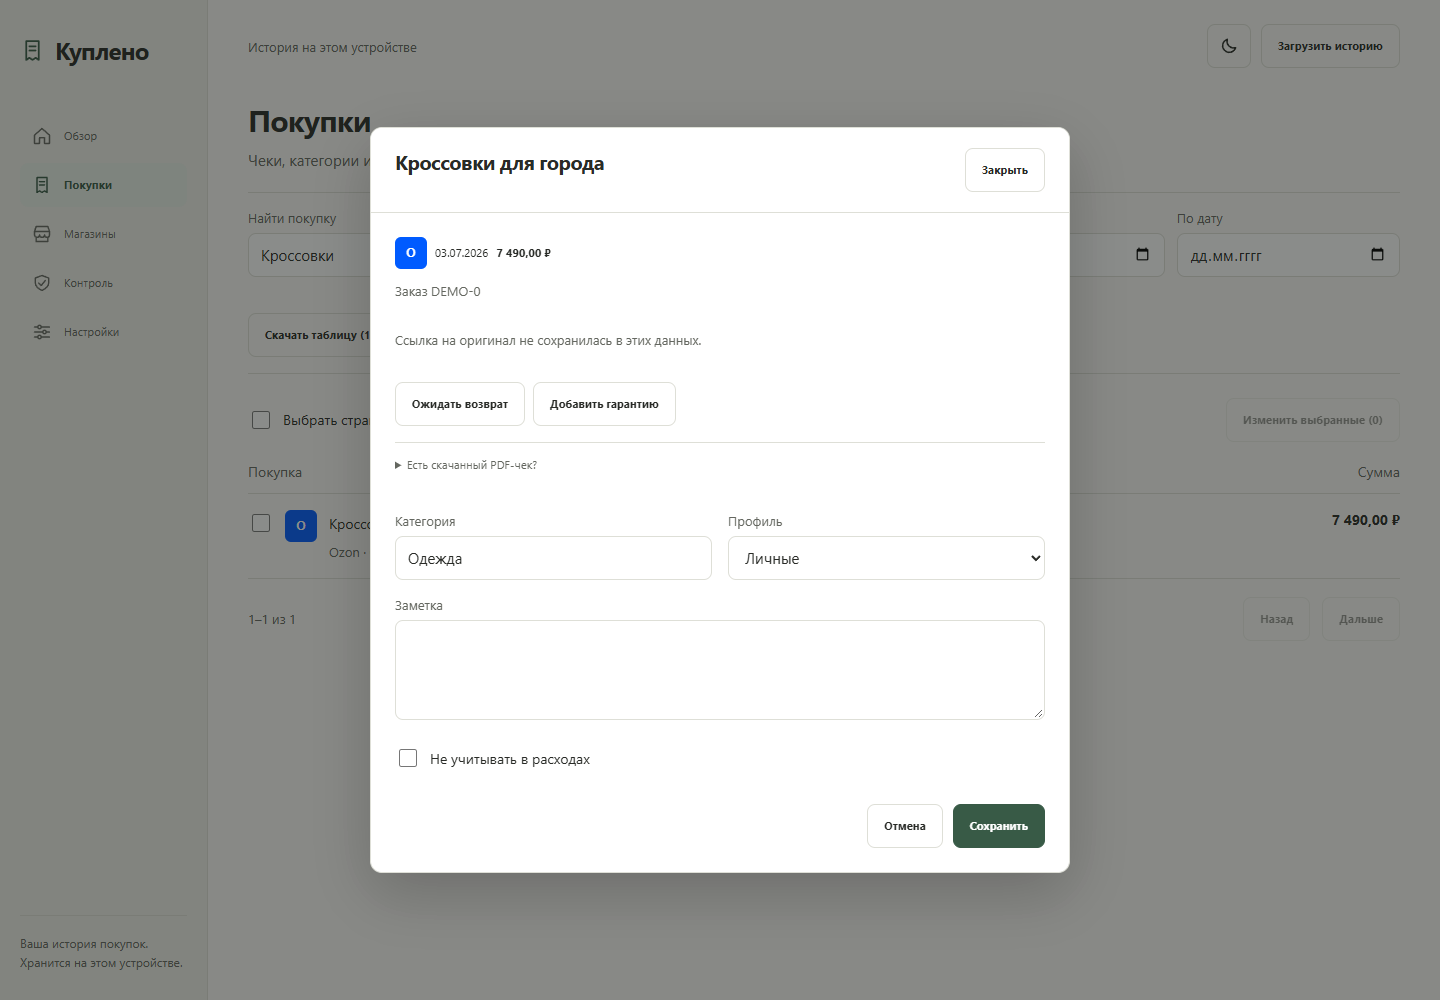 Куплено
Обзор
Покупки
Магазины
Контроль
Настройки
Ваша история покупок.
Хранится на этом устройстве.
История на этом устройстве
Загрузить историю
Покупки
Чеки, категории и
Найти покупку
По дату
Кроссовки
дд.мм.гггг
Скачать таблицу (1
Выбрать стра
Изменить выбранные (0)
Покупка
Сумма
O
Кроссо
7 490,00 ₽
Ozon ·
1–1 из 1
Назад
Дальше
Кроссовки для города
Закрыть
O 03.07.2026 7 490,00 ₽
Заказ DEMO-0
Ссылка на оригинал не сохранилась в этих данных.
Ожидать возврат
Добавить гарантию
Есть скачанный PDF-чек?
Категория
Профиль
Одежда
Личные
Заметка
Не учитывать в расходах
Отмена
Сохранить